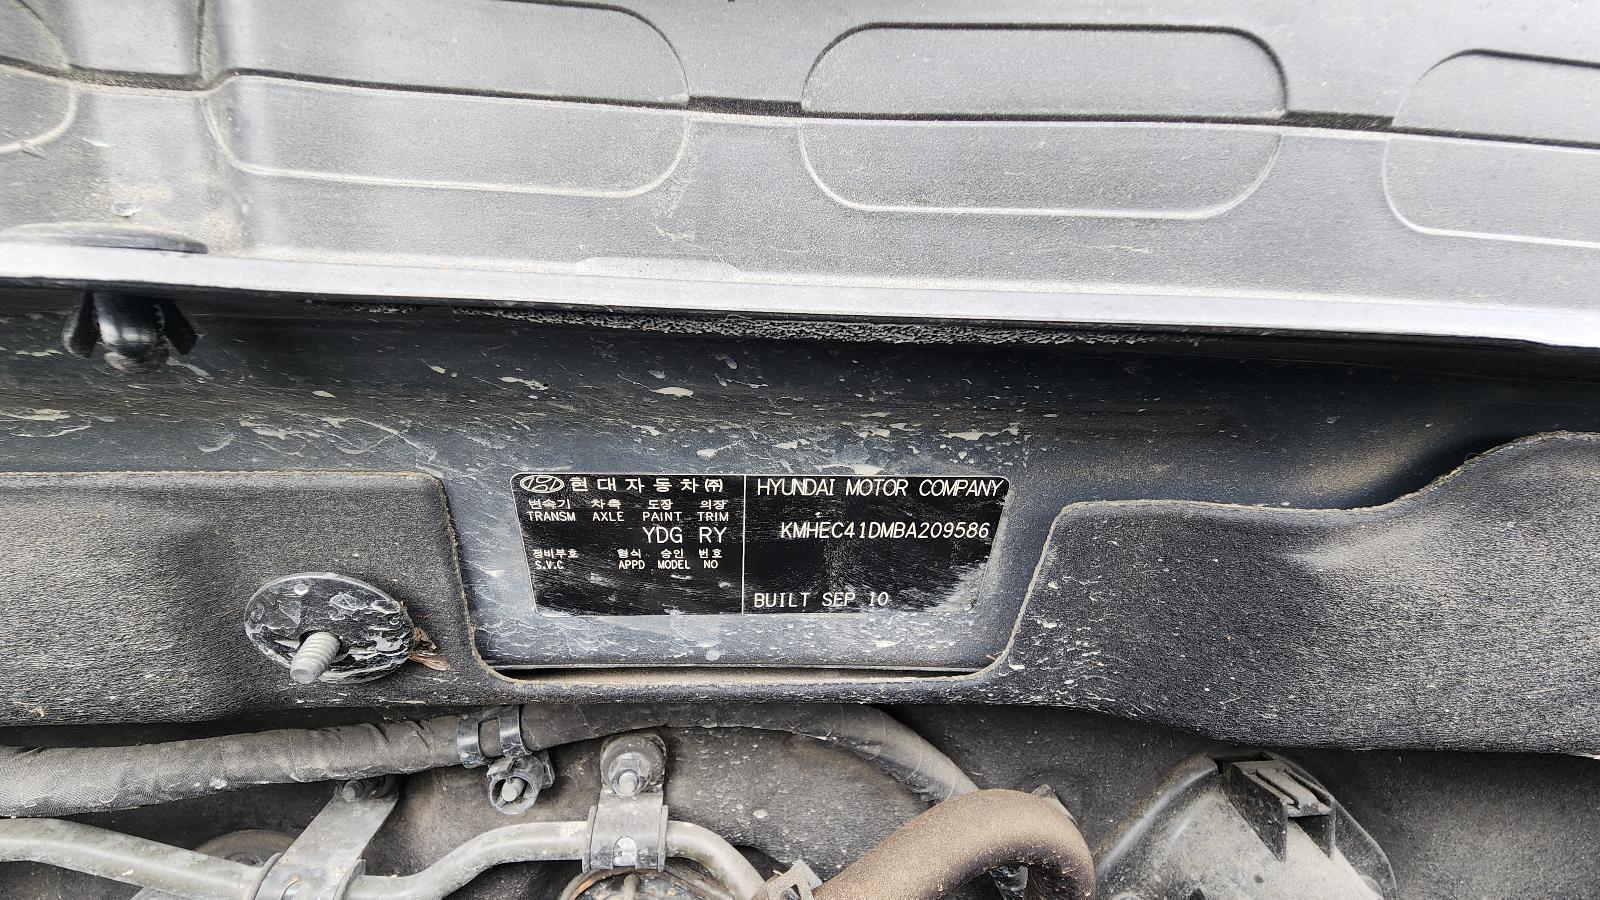 현대자동차㈜
변속기 차축 도장 의장
TRANSM AXLE PAINT TRIM
YDG RY
정비부호 형식 승인 번호
S.V.C APPD MODEL NO
HYUNDAI MOTOR COMPANY
KMHEC41DMBA209586
BUILT SEP 10